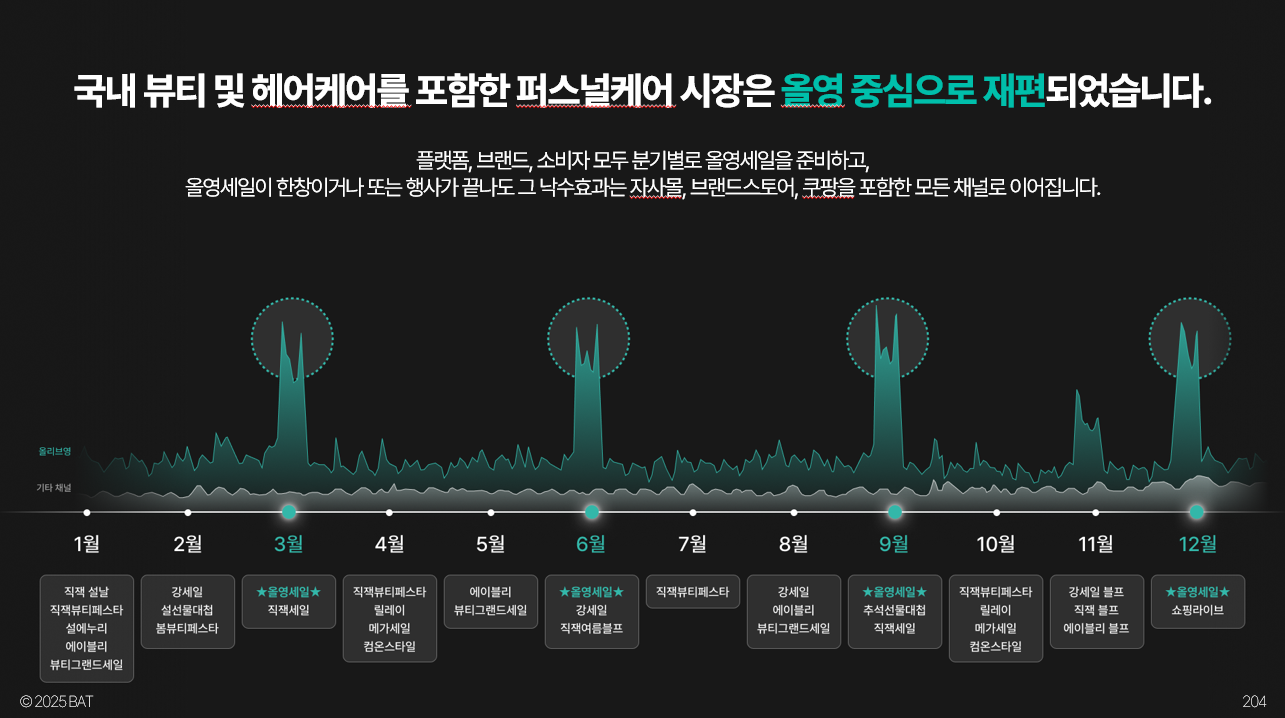 국내 뷰티 및 헤어케어를 포함한 퍼스널케어 시장은 올영 중심으로 재편되었습니다.
플랫폼, 브랜드, 소비자 모두 분기별로 올영세일을 준비하고,
올영세일이 한창이거나 또는 행사가 끝나도 그 낙수효과는 자사몰, 브랜드스토어, 쿠팡을 포함한 모든 채널로 이어집니다.
올리브영
기타 채널
1월
2월
3월
4월
5월
6월
7월
8월
9월
10월
11월
12월
직잭 설날
직잭뷰티페스타
설에누리
에이블리
뷰티그랜드세일
강세일
설선물대첩
봄뷰티페스타
★올영세일★
직잭세일
직잭뷰티페스타
릴레이
메가세일
컴온스타일
에이블리
뷰티그랜드세일
★올영세일★
강세일
직잭여름블프
직잭뷰티페스타
강세일
에이블리
뷰티그랜드세일
★올영세일★
추석선물대첩
직잭세일
직잭뷰티페스타
릴레이
메가세일
컴온스타일
강세일 블프
직잭 블프
에이블리 블프
★올영세일★
쇼핑라이브
© 2025 BAT
204